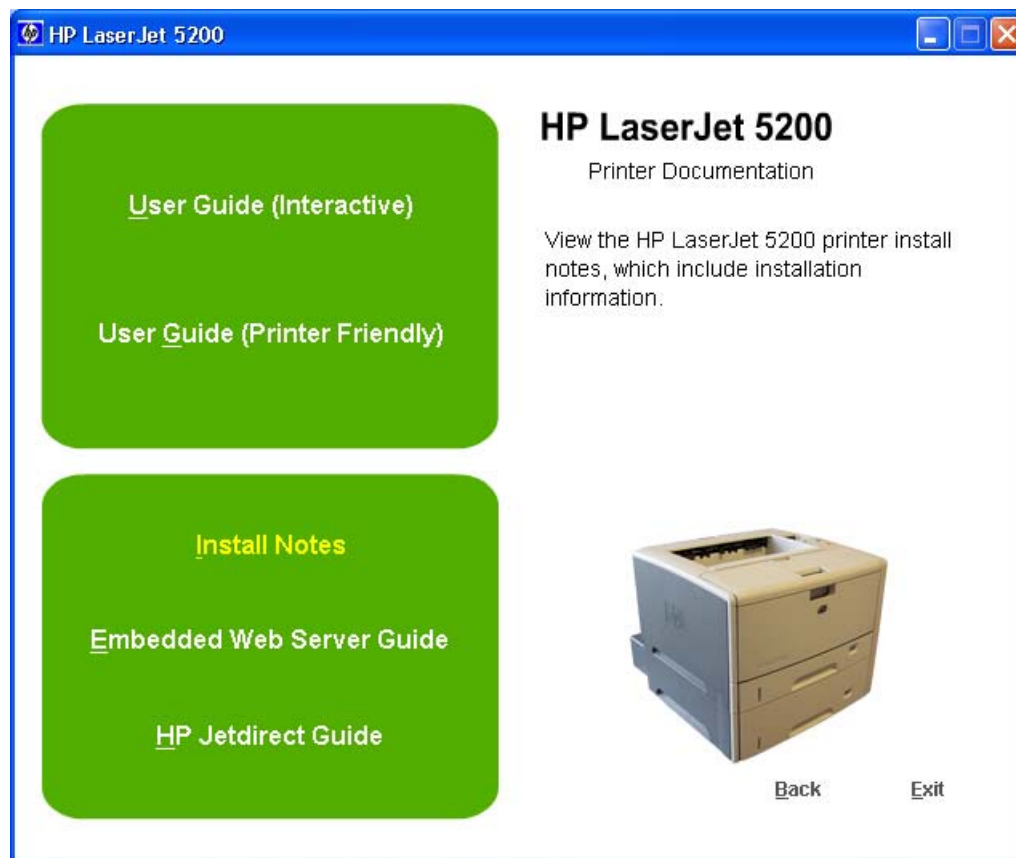 HP LaserJet 5200
User Guide (Interactive)
User Guide (Printer Friendly)
Install Notes
Embedded Web Server Guide
HP Jetdirect Guide
HP LaserJet 5200
Printer Documentation
View the HP LaserJet 5200 printer install
notes, which include installation
information.
Back
Exit